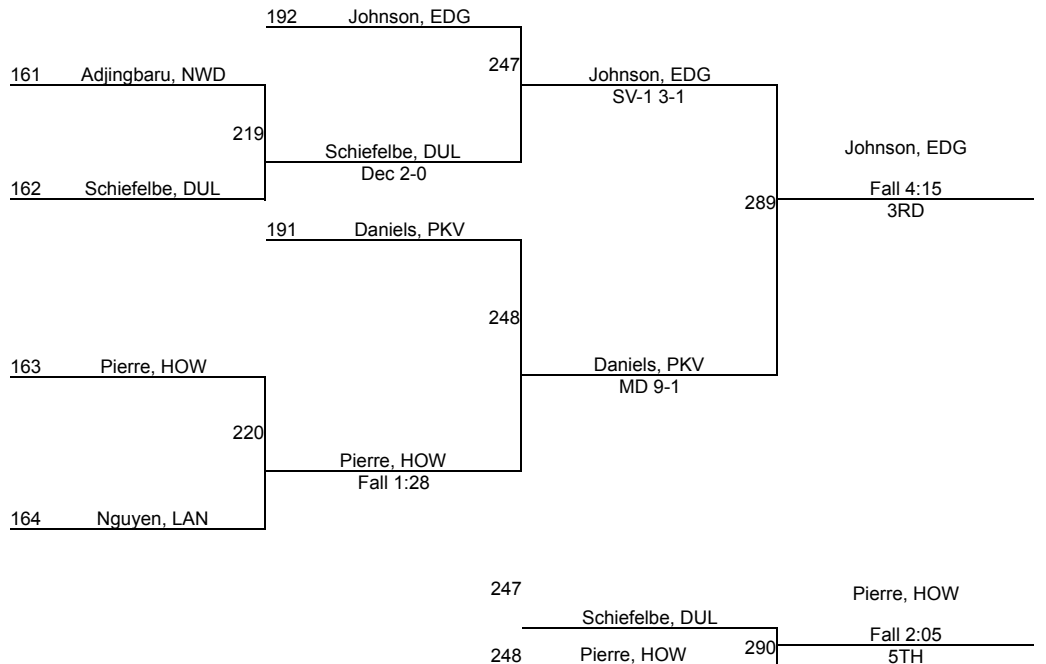 192 Johnson, EDG
247
161 Adjingbaru, NWD
Johnson, EDG
SV-1 3-1
219
Schiefelbe, DUL
Dec 2-0
Johnson, EDG
162 Schiefelbe, DUL
289
Fall 4:15
3RD
191 Daniels, PKV
248
163 Pierre, HOW
Daniels, PKV
MD 9-1
220
Pierre, HOW
Fall 1:28
164 Nguyen, LAN
247
Pierre, HOW
Schiefelbe, DUL
Fall 2:05
290
248 Pierre, HOW
5TH